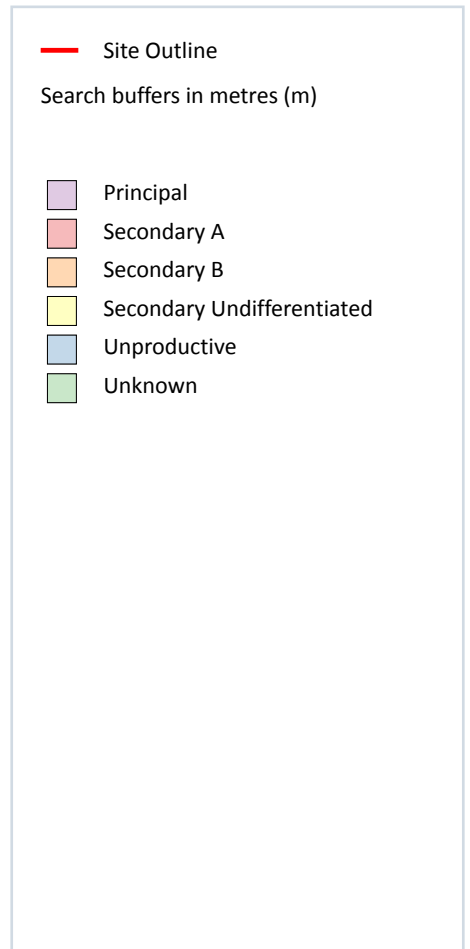 Site Outline
Search buffers in metres (m)
Principal
Secondary A
Secondary B
Secondary Undifferentiated
Unproductive
Unknown